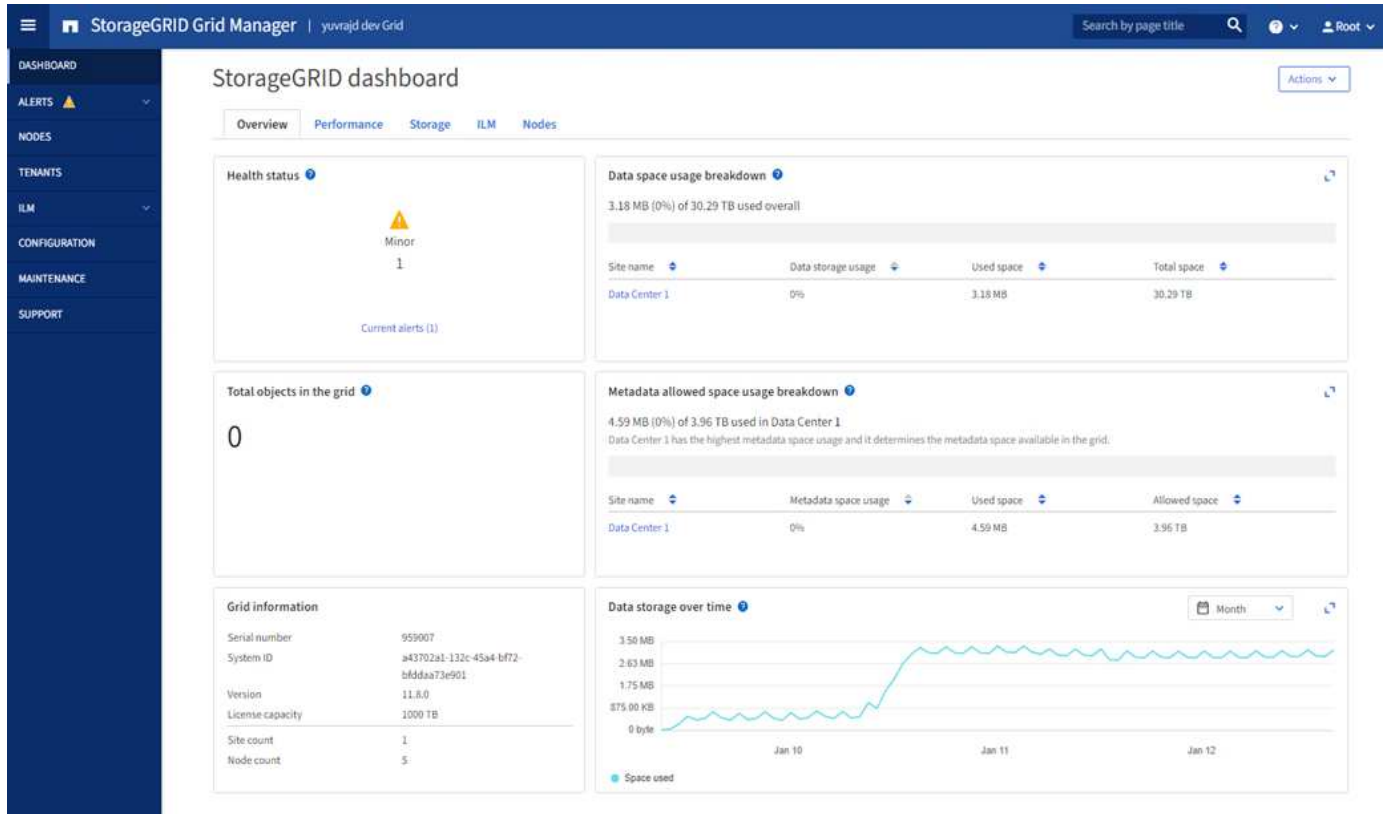 StorageGRID Grid Manager | yuvrajd dev Grid
Search by page title
Root
DASHBOARD
ALERTS
NODES
TENANTS
ILM
CONFIGURATION
MAINTENANCE
SUPPORT
StorageGRID dashboard
Actions
Overview Performance Storage ILM Nodes
Health status
Minor
1
Current alerts (1)
Data space usage breakdown
3.18 MB (0%) of 30.29 TB used overall
Site name Data storage usage Used space Total space
Data Center 1 0% 3.18 MB 30.29 TB
Total objects in the grid
0
Metadata allowed space usage breakdown
4.59 MB (0%) of 3.96 TB used in Data Center 1
Data Center 1 has the highest metadata space usage and it determines the metadata space available in the grid.
Site name Metadata space usage Used space Allowed space
Data Center 1 0% 4.59 MB 3.96 TB
Grid information
Serial number 959007
System ID a43702a1-132c-45a4-bf72-
bfddaa73e901
Version 11.8.0
License capacity 1000 TB
Site count 1
Node count 5
Data storage over time
Month
3.50 MB
2.63 MB
1.75 MB
875.00 KB
0 byte
Jan 10 Jan 11 Jan 12
Space used